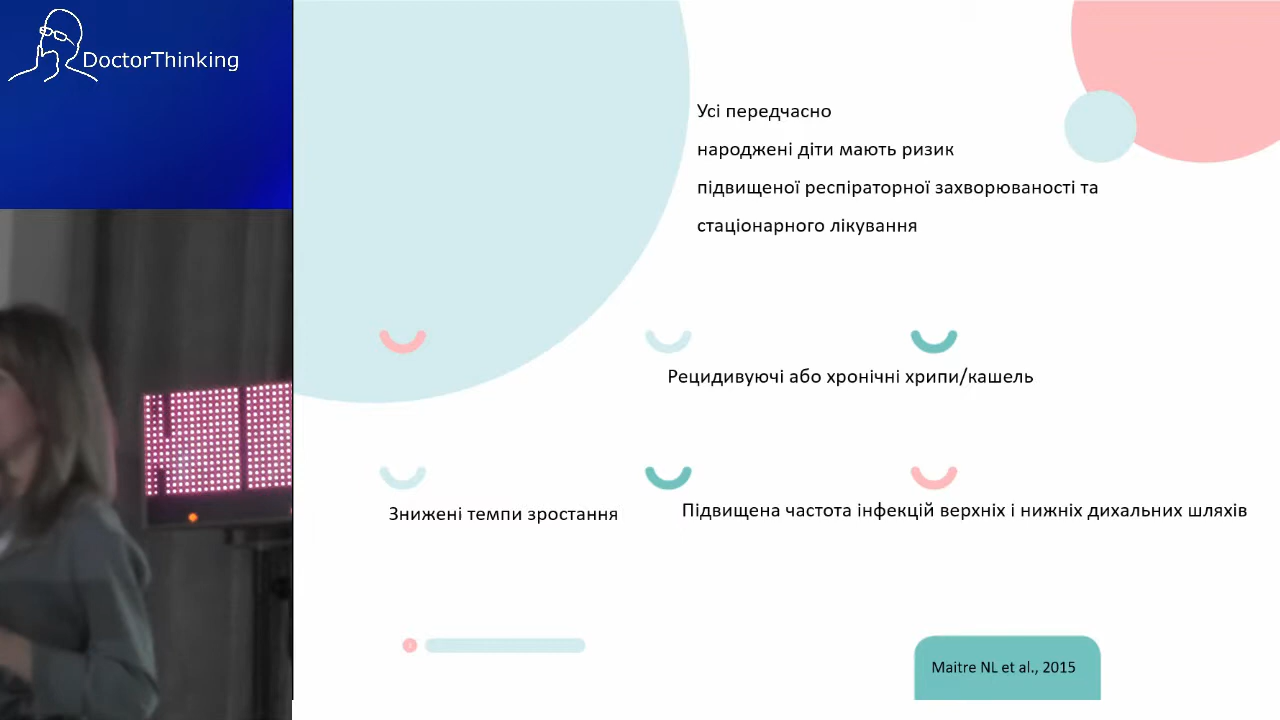 DoctorThinking
Усі передчасно
народжені діти мають ризик
підвищеної респіраторної захворюваності та
стаціонарного лікування
Рецидивуючі або хронічні хрипи/кашель
Знижені темпи зростання
Підвищена частота інфекцій верхніх і нижніх дихальних шляхів
Maitre NL et al., 2015